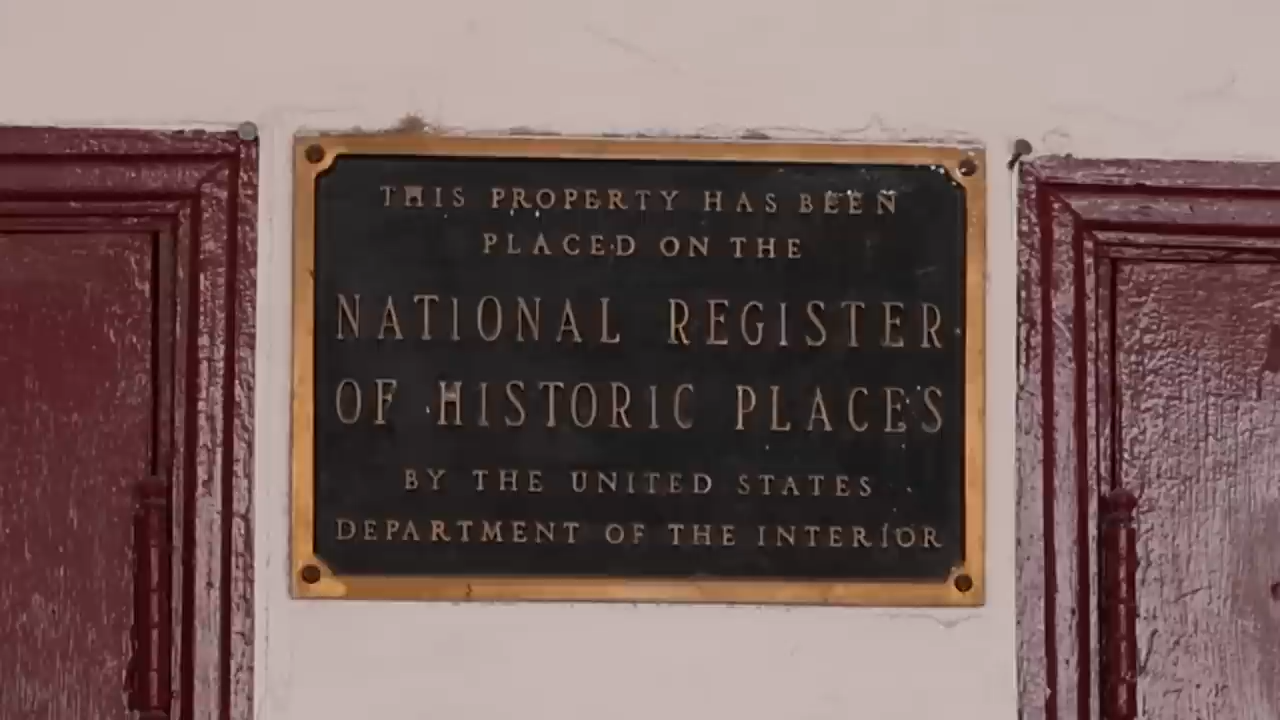 THIS PROPERTY HAS BEEN
PLACED ON THE
NATIONAL REGISTER
OF HISTORIC PLACES
BY THE UNITED STATES
DEPARTMENT OF THE INTERIOR